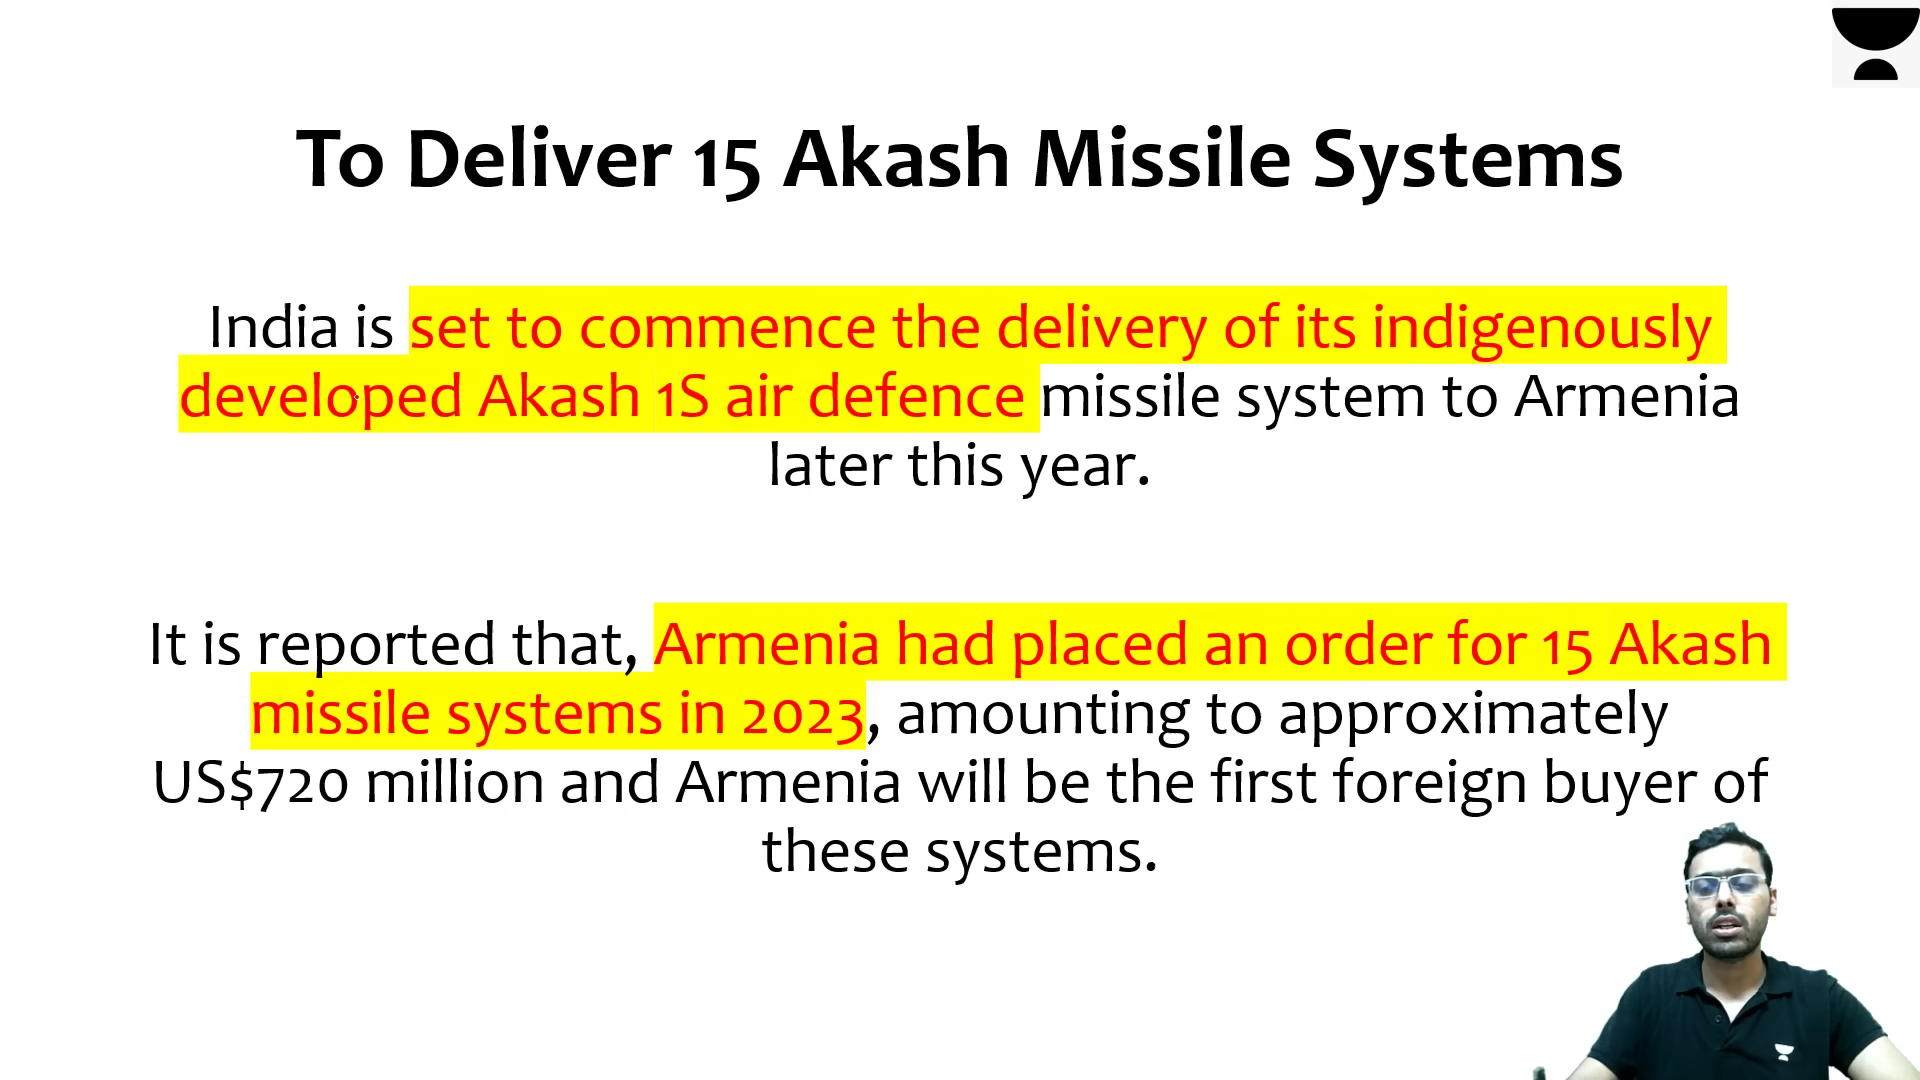 To Deliver 15 Akash Missile Systems
India is set to commence the delivery of its indigenously
developed Akash 1S air defence missile system to Armenia
later this year.
It is reported that, Armenia had placed an order for 15 Akash
missile systems in 2023, amounting to approximately
US$720 million and Armenia will be the first foreign buyer of
these systems.